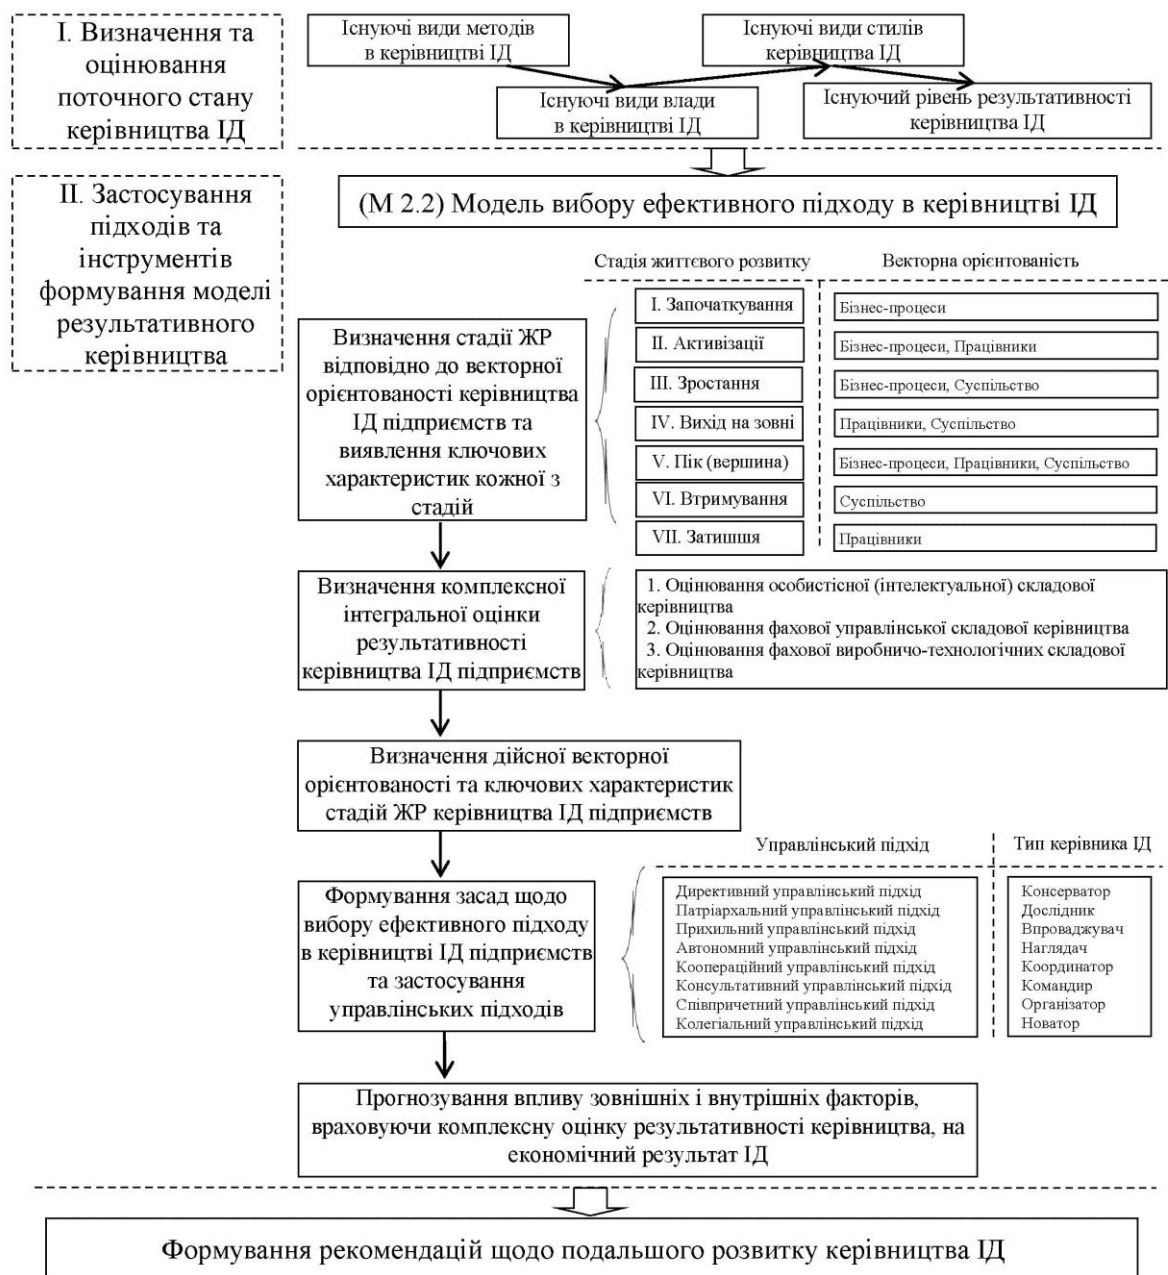 І. Визначення та
оцінювання
поточного стану
керівництва ІД
Існуючі види методів
в керівництві ІД
Існуючі види стилів
керівництва ІД
Існуючі види влади
в керівництві ІД
Існуючий рівень результативності
керівництва ІД
ІІ. Застосування
підходів та
інструментів
формування моделі
результативного
керівництва
(М 2.2) Модель вибору ефективного підходу в керівництві ІД
Стадія життєвого розвитку
Векторна орієнтованість
Визначення стадії ЖР
відповідно до векторної
орієнтованості керівництва
ІД підприємств та
виявлення ключових
характеристик кожної з
стадій
І. Започаткування
Бізнес-процеси
ІІ. Активізації
Бізнес-процеси, Працівники
ІІІ. Зростання
Бізнес-процеси, Суспільство
IV. Вихід на зовні
Працівники, Суспільство
V. Пік (вершина)
Бізнес-процеси, Працівники, Суспільство
VI. Втримування
Суспільство
VII. Затишшя
Працівники
Визначення комплексної
інтегральної оцінки
результативності
керівництва ІД підприємств
1. Оцінювання особистісної (інтелектуальної) складової
керівництва
2. Оцінювання фахової управлінської складової керівництва
3. Оцінювання фахової виробничо-технологічних складової
керівництва
Визначення дійсної векторної
орієнтованості та ключових характеристик
стадій ЖР керівництва ІД підприємств
Управлінський підхід
Тип керівника ІД
Формування засад щодо
вибору ефективного підходу
в керівництві ІД підприємств
та застосування
управлінських підходів
Директивний управлінський підхід
Патріархальний управлінський підхід
Прихильний управлінський підхід
Автономний управлінський підхід
Коопераційний управлінський підхід
Консультативний управлінський підхід
Співпричетний управлінський підхід
Колегіальний управлінський підхід
Консерватор
Дослідник
Впроваджувач
Наглядач
Координатор
Командир
Організатор
Новатор
Прогнозування впливу зовнішніх і внутрішніх факторів,
враховуючи комплексну оцінку результативності керівництва, на
економічний результат ІД
Формування рекомендацій щодо подальшого розвитку керівництва ІД